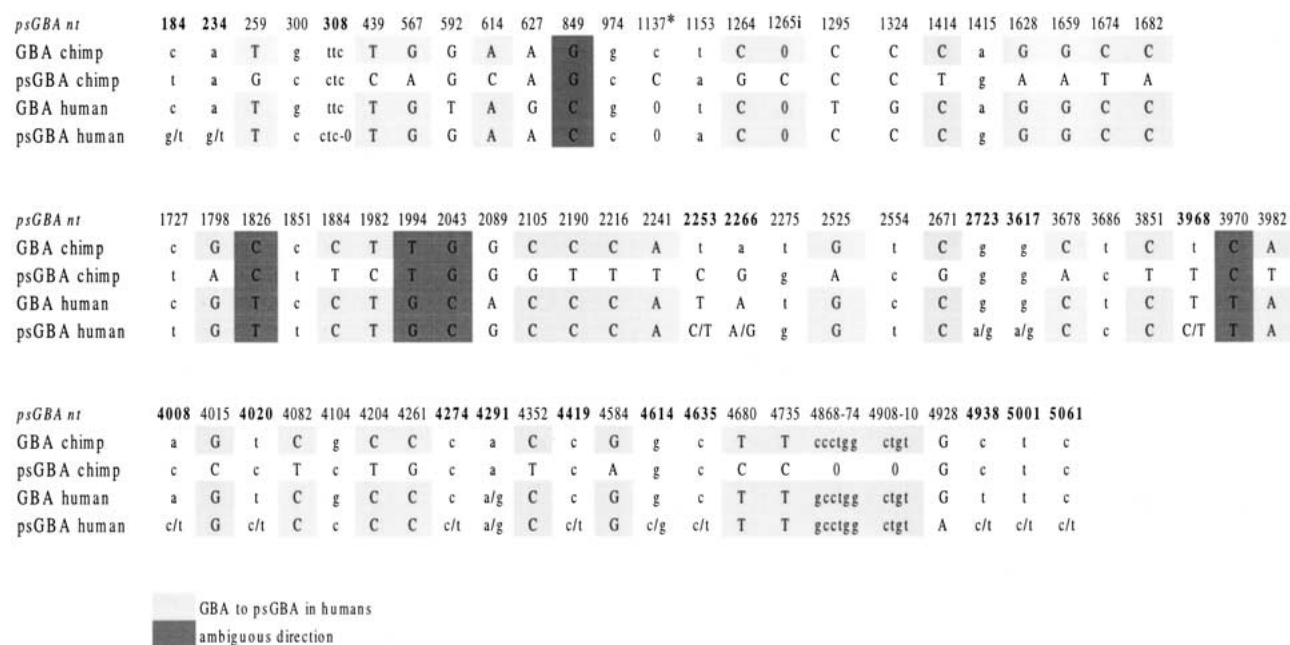 psGBA nt 184 234 259 300 308 439 567 592 614 627 849 974 1137* 1153 1264 1265i 1295 1324 1414 1415 1628 1659 1674 1682
GBA chimp c a T g ttc T G G A A G g c t C 0 C C C a G G C C
psGBA chimp t a G c ctc C A G C A G c C a G C C C T g A A T A
GBA human c a T g ttc T G T A G C g 0 t C 0 T G C a G G C C
psGBA human g/t g/t T c ctc-0 T G G A A C c 0 a C 0 C C C g G G C C
psGBA nt 1727 1798 1826 1851 1884 1982 1994 2043 2089 2105 2190 2216 2241 2253 2266 2275 2525 2554 2671 2723 3617 3678 3686 3851 3968 3970 3982
GBA chimp c G C c C T T G G C C C A t a t G t C g g C t C t C A
psGBA chimp t A C t T C T G G G T T T C G g A c G g g A c T T C T
GBA human c G T c C T G C A C C C A T A t G c C g g C t C T T A
psGBA human t G T t C T G C G C C C A C/T A/G g G t C a/g a/g C c C C/T T A
psGBA nt 4008 4015 4020 4082 4104 4204 4261 4274 4291 4352 4419 4584 4614 4635 4680 4735 4868-74 4908-10 4928 4938 5001 5061
GBA chimp a G t C g C C c a C c G g c T T ccctgg ctgt G c t c
psGBA chimp c C c T c T G c a T c A g c C C 0 0 G c t c
GBA human a G t C g C C c a/g C c G g c T T gcctgg ctgt G t t c
psGBA human c/t G c/t C c C C c/t a/g C c/t G c/g c/t T T gcctgg ctgt A c/t c/t c/t
GBA to psGBA in humans
ambiguous direction